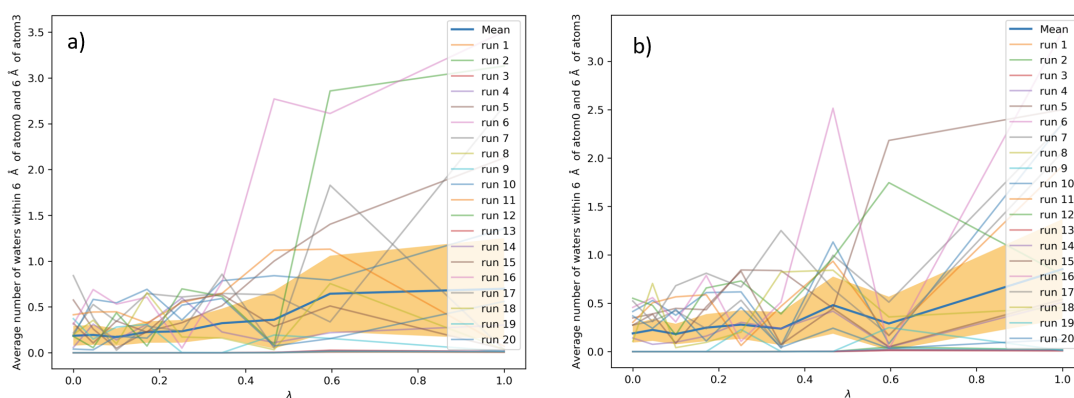 a)
Average number of waters within 6 Å of atom0 and 6 Å of atom3
3.5
3.0
2.5
2.0
1.5
1.0
0.5
0.0
0.0
0.2
0.4
0.6
0.8
1.0
λ
Mean
run 1
run 2
run 3
run 4
run 5
run 6
run 7
run 8
run 9
run 10
run 11
run 12
run 13
run 14
run 15
run 16
run 17
run 18
run 19
run 20
b)
Average number of waters within 6 Å of atom0 and 6 Å of atom3
3.0
2.5
2.0
1.5
1.0
0.5
0.0
0.0
0.2
0.4
0.6
0.8
1.0
λ
Mean
run 1
run 2
run 3
run 4
run 5
run 6
run 7
run 8
run 9
run 10
run 11
run 12
run 13
run 14
run 15
run 16
run 17
run 18
run 19
run 20